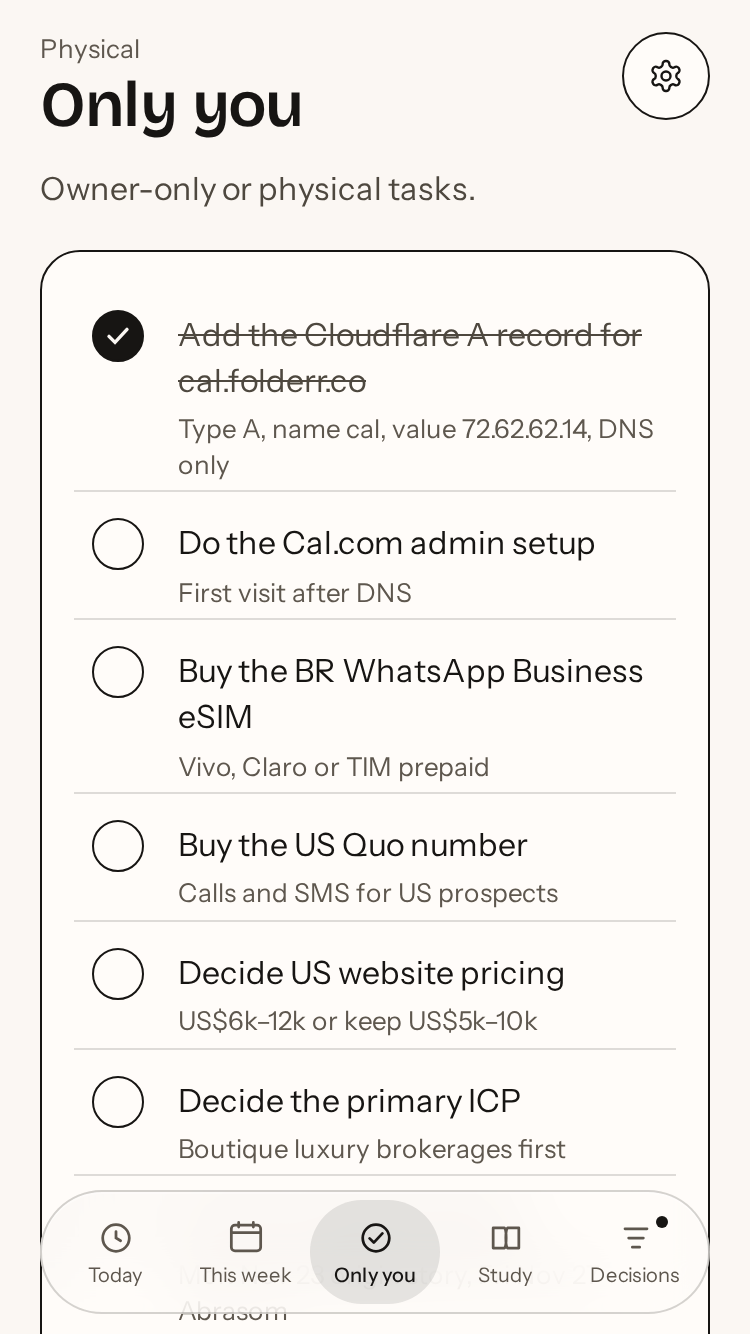 Physical
Only you
Owner-only or physical tasks.
Add the Cloudflare A record for
cal.folderr.co
Type A, name cal, value 72.62.62.14, DNS
only
Do the Cal.com admin setup
First visit after DNS
Buy the BR WhatsApp Business
eSIM
Vivo, Claro or TIM prepaid
Buy the US Quo number
Calls and SMS for US prospects
Decide US website pricing
US$6k–12k or keep US$5k–10k
Decide the primary ICP
Boutique luxury brokerages first
Today
This week
Only you
Study
Decisions
Abrasom